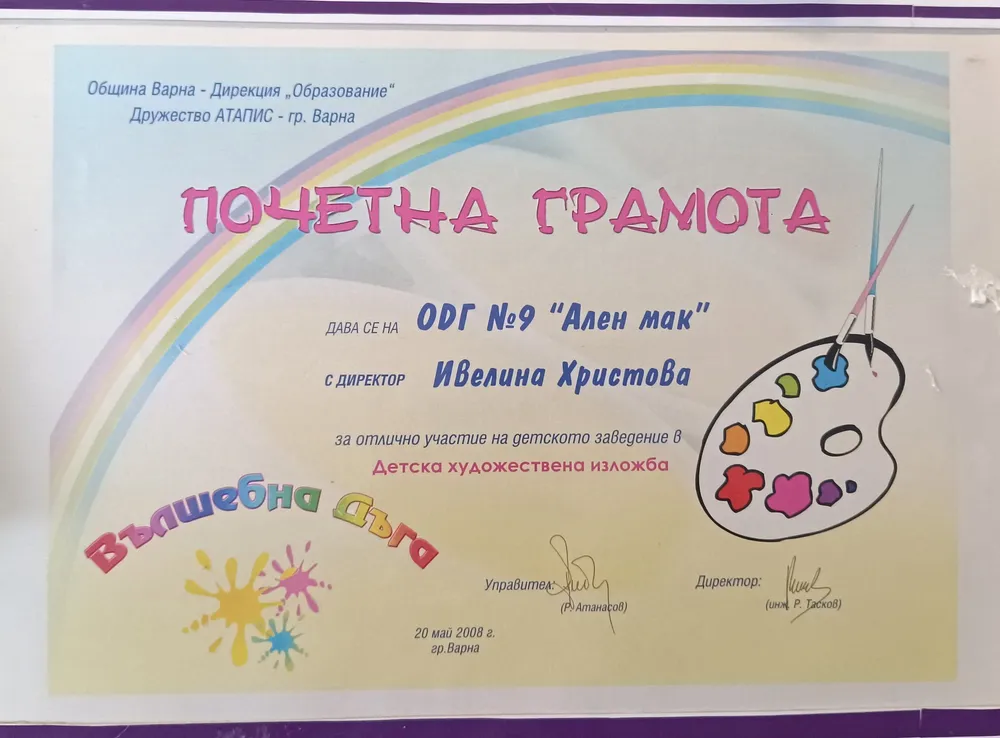 Община Варна - Дирекция „Образование“
Дружество АТАПИС - гр. Варна
ПОЧЕТНА ГРАМОТА
ДАВА СЕ НА ОДГ №9 “Ален мак”
С ДИРЕКТОР Ивелина Христова
за отлично участие на детското заведение в
Детска художествена изложба
Вълшебна Дъга
Управител:
(Р. Атанасов)
Директор:
(инж. Р. Тасков)
20 май 2008 г.
гр.Варна